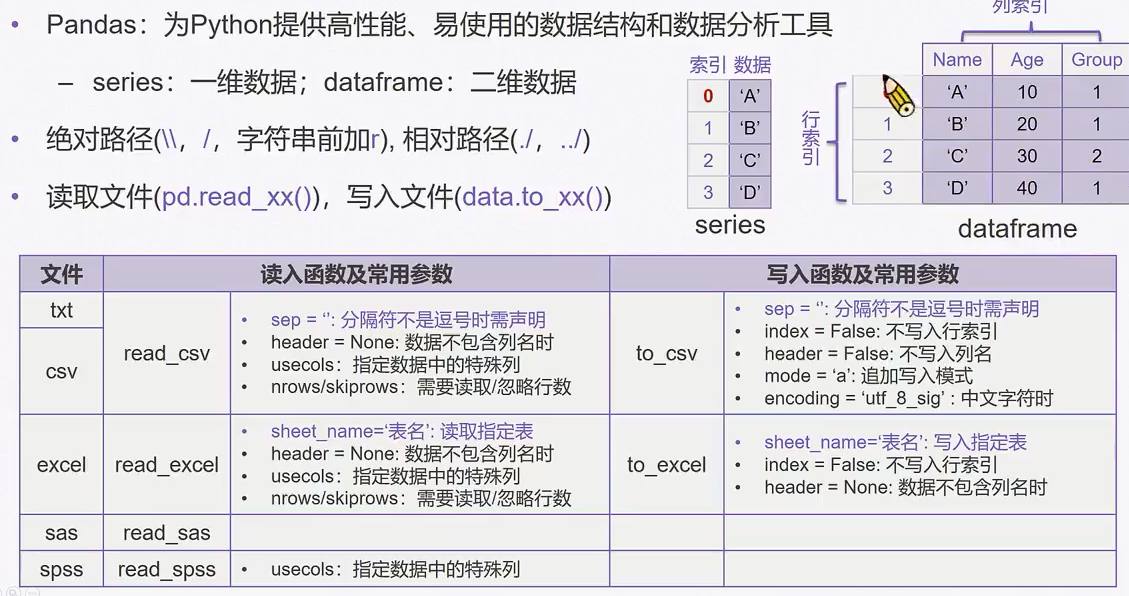 • Pandas：为Python提供高性能、易使用的数据结构和数据分析工具
– series：一维数据；dataframe：二维数据
• 绝对路径(\\，/，字符串前加r), 相对路径(./，../)
• 读取文件(pd.read_xx())，写入文件(data.to_xx())
索引 数据
0 ‘A’
1 ‘B’
2 ‘C’
3 ‘D’
series
列索引
行索引
Name Age Group
‘A’ 10 1
1 ‘B’ 20 1
2 ‘C’ 30 2
3 ‘D’ 40 1
dataframe
文件 读入函数及常用参数 写入函数及常用参数
txt
csv
read_csv
• sep = ‘’: 分隔符不是逗号时需声明
• header = None: 数据不包含列名时
• usecols：指定数据中的特殊列
• nrows/skiprows：需要读取/忽略行数
to_csv
• sep = ‘’: 分隔符不是逗号时需声明
• index = False: 不写入行索引
• header = False: 不写入列名
• mode = ‘a’: 追加写入模式
• encoding = ‘utf_8_sig’ : 中文字符时
excel
read_excel
• sheet_name=‘表名’: 读取指定表
• header = None: 数据不包含列名时
• usecols：指定数据中的特殊列
• nrows/skiprows：需要读取/忽略行数
to_excel
• sheet_name=‘表名’: 写入指定表
• index = False: 不写入行索引
• header = None: 数据不包含列名时
sas read_sas
spss read_spss • usecols：指定数据中的特殊列